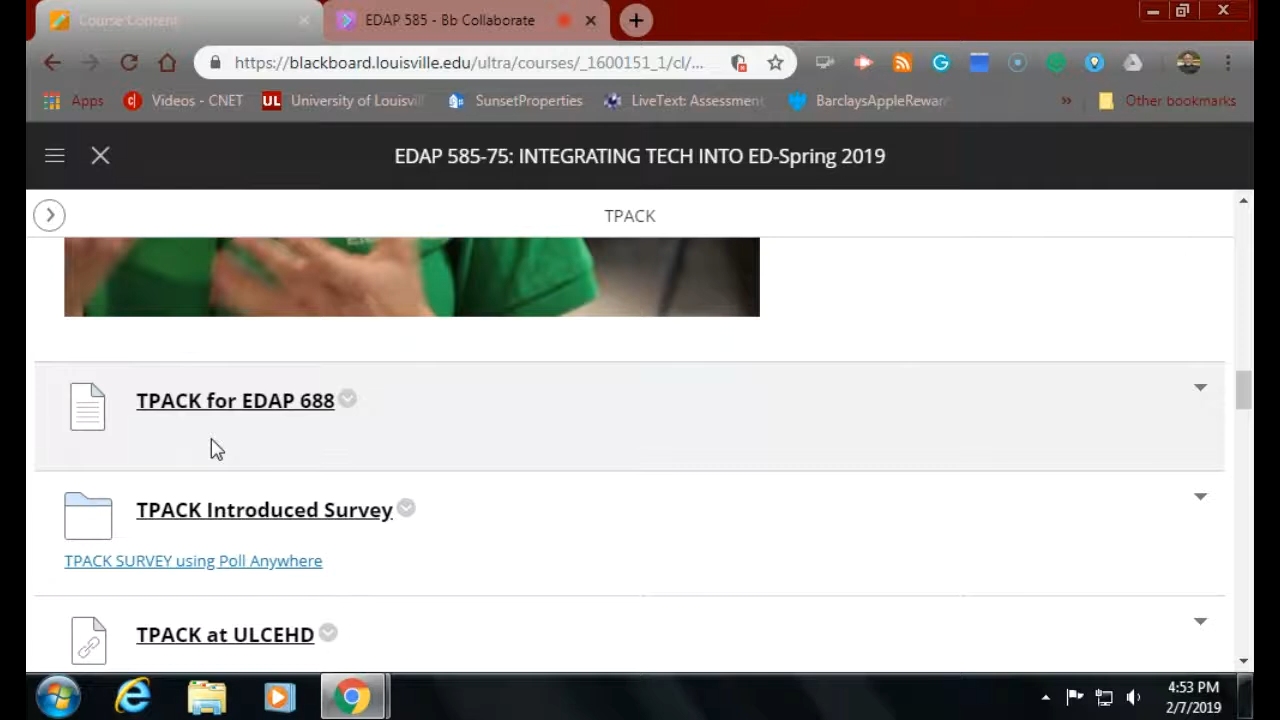 Course Content
EDAP 585 - Bb Collaborate
https://blackboard.louisville.edu/ultra/courses/_1600151_1/cl/...
Apps
Videos - CNET
UL University of Louisvil
SunsetProperties
LiveText: Assessment
BarclaysAppleRewar
»
Other bookmarks
EDAP 585-75: INTEGRATING TECH INTO ED-Spring 2019
TPACK
TPACK for EDAP 688
TPACK Introduced Survey
TPACK SURVEY using Poll Anywhere
TPACK at ULCEHD
4:53 PM
2/7/2019